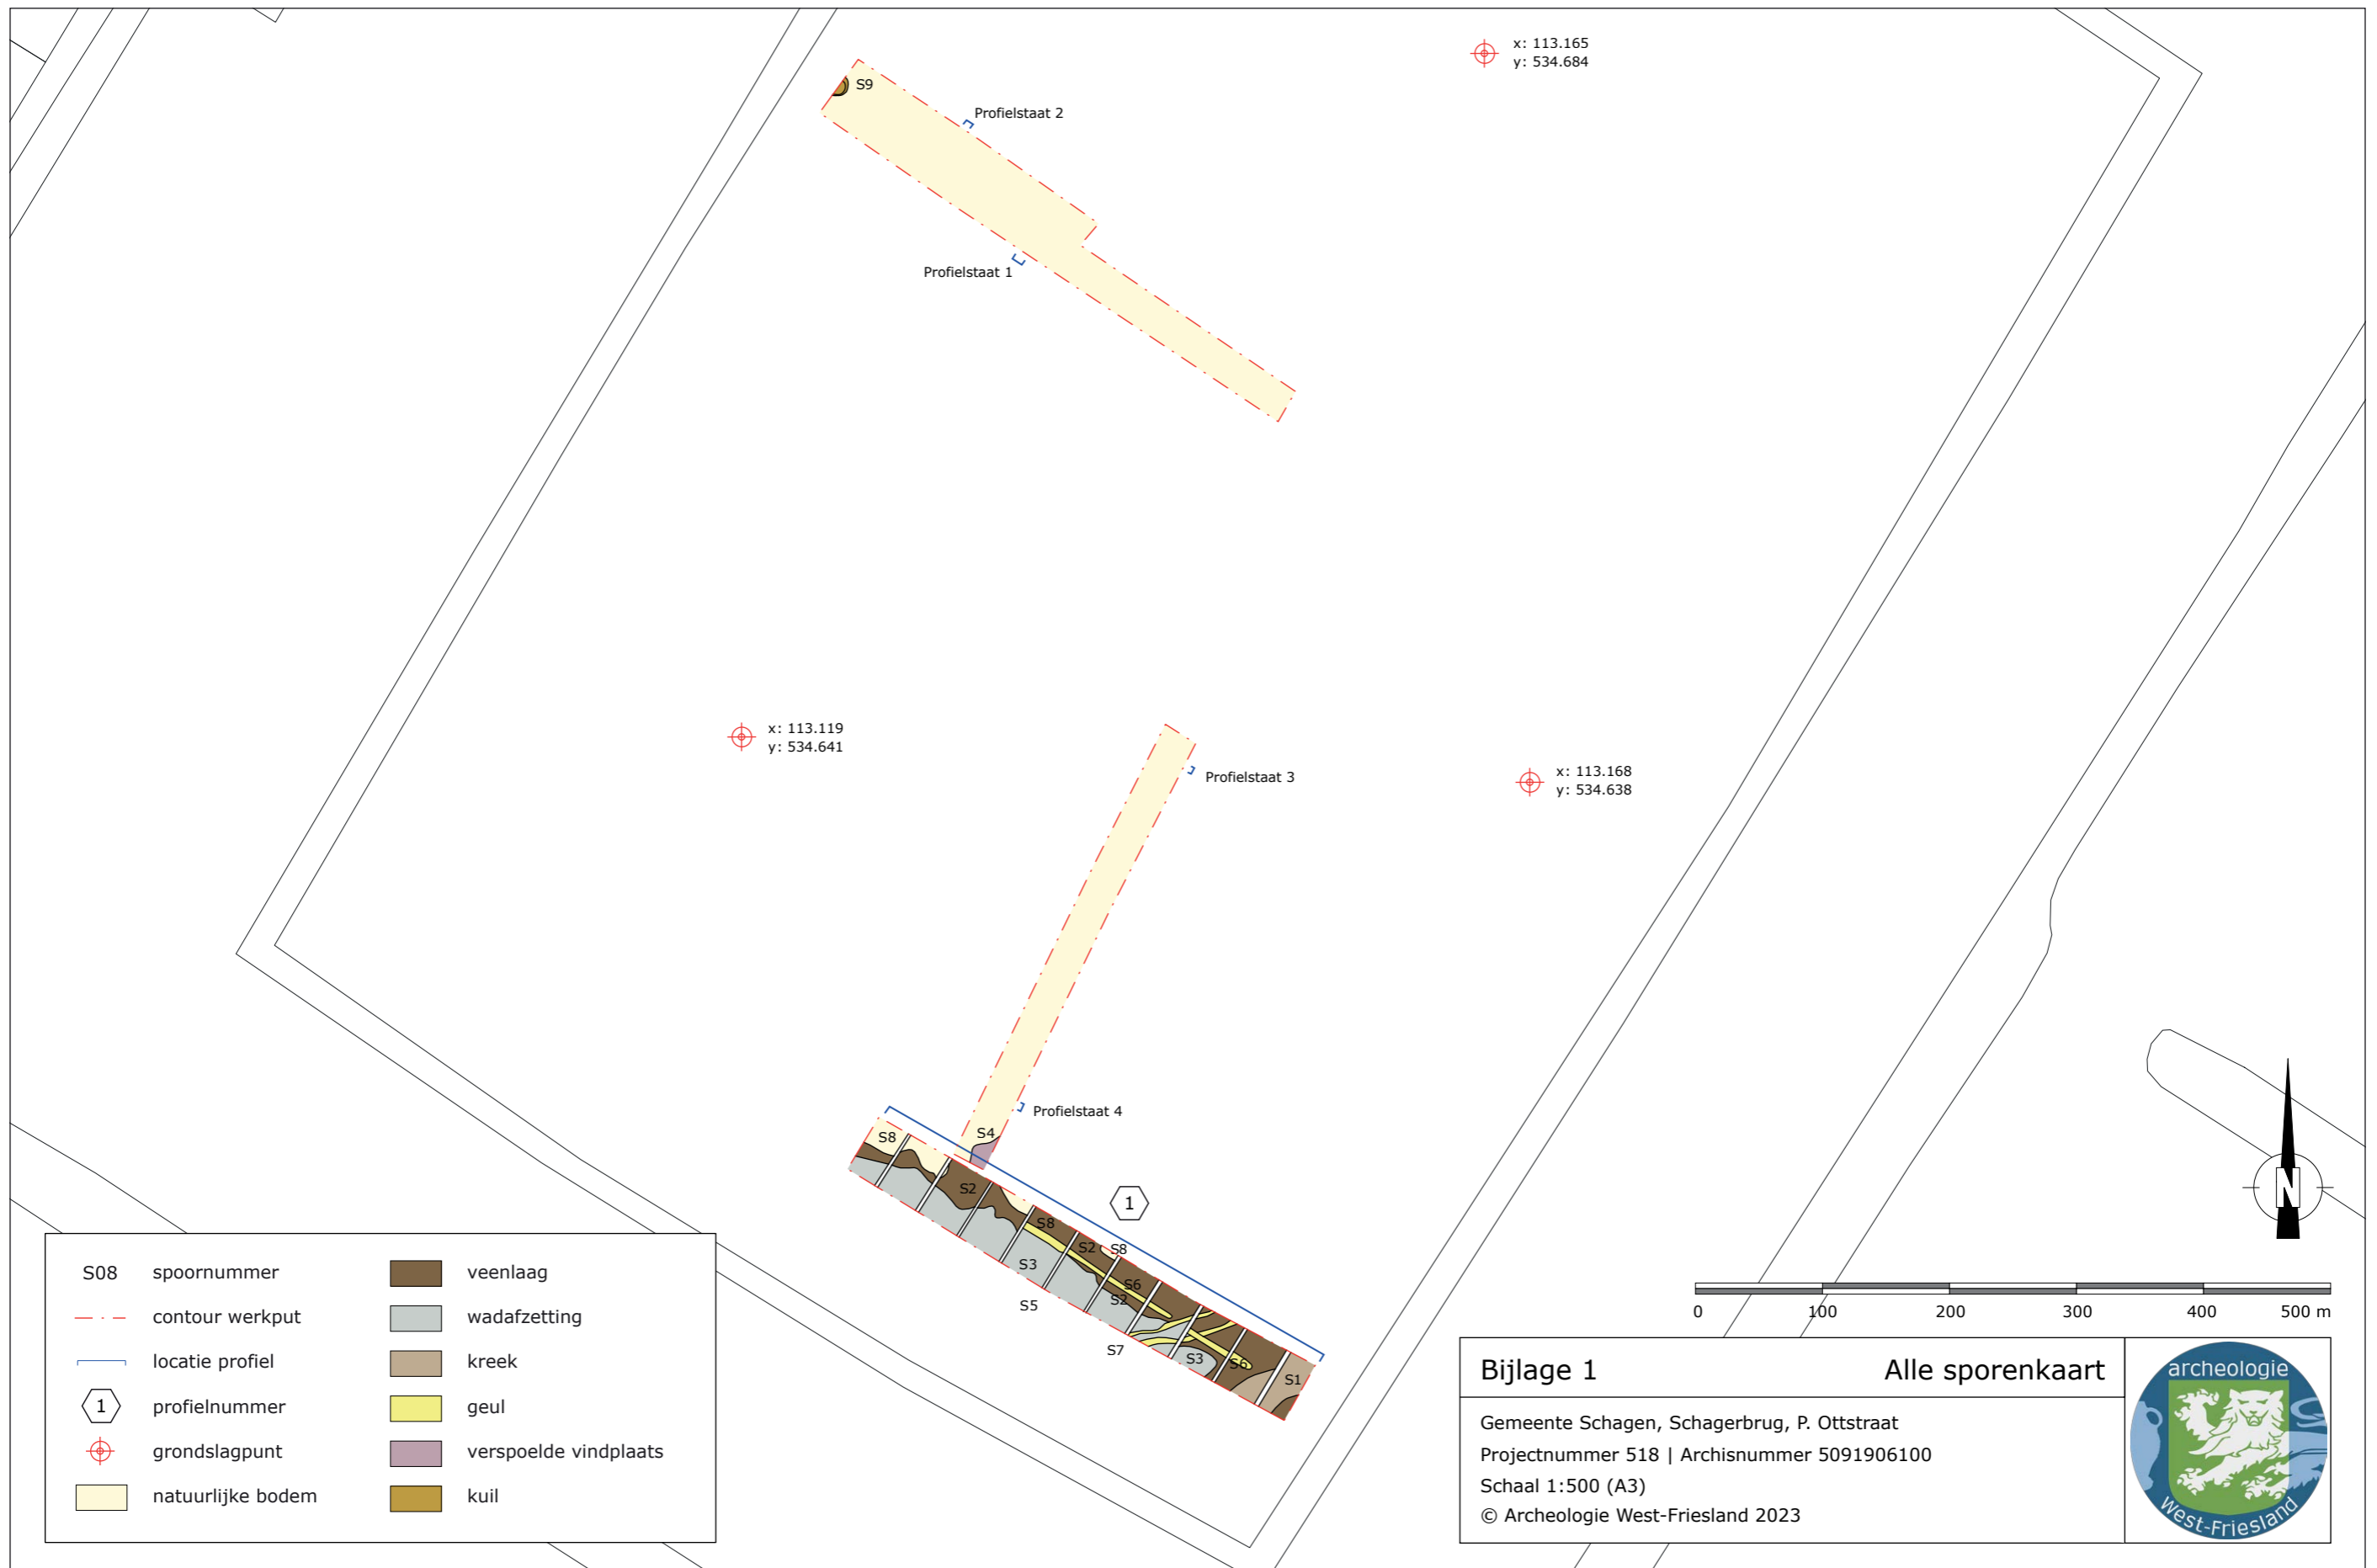 x: 113.165
y: 534.684
S9
Profielstaat 2
Profielstaat 1
x: 113.119
y: 534.641
x: 113.168
y: 534.638
Profielstaat 3
Profielstaat 4
S4
S8
S2
1
S8
S2
S8
S3
S6
S2
S5
S7
S3
S6
S1
N
S08 spoornummer
contour werkput
locatie profiel
1 profielnummer
grondslagpunt
natuurlijke bodem
veenlaag
wadafzetting
kreek
geul
verspoelde vindplaats
kuil
0 100 200 300 400 500 m
Bijlage 1 Alle sporenkaart
Gemeente Schagen, Schagerbrug, P. Ottstraat
Projectnummer 518 | Archisnummer 5091906100
Schaal 1:500 (A3)
© Archeologie West-Friesland 2023
archeologie
West-Friesland